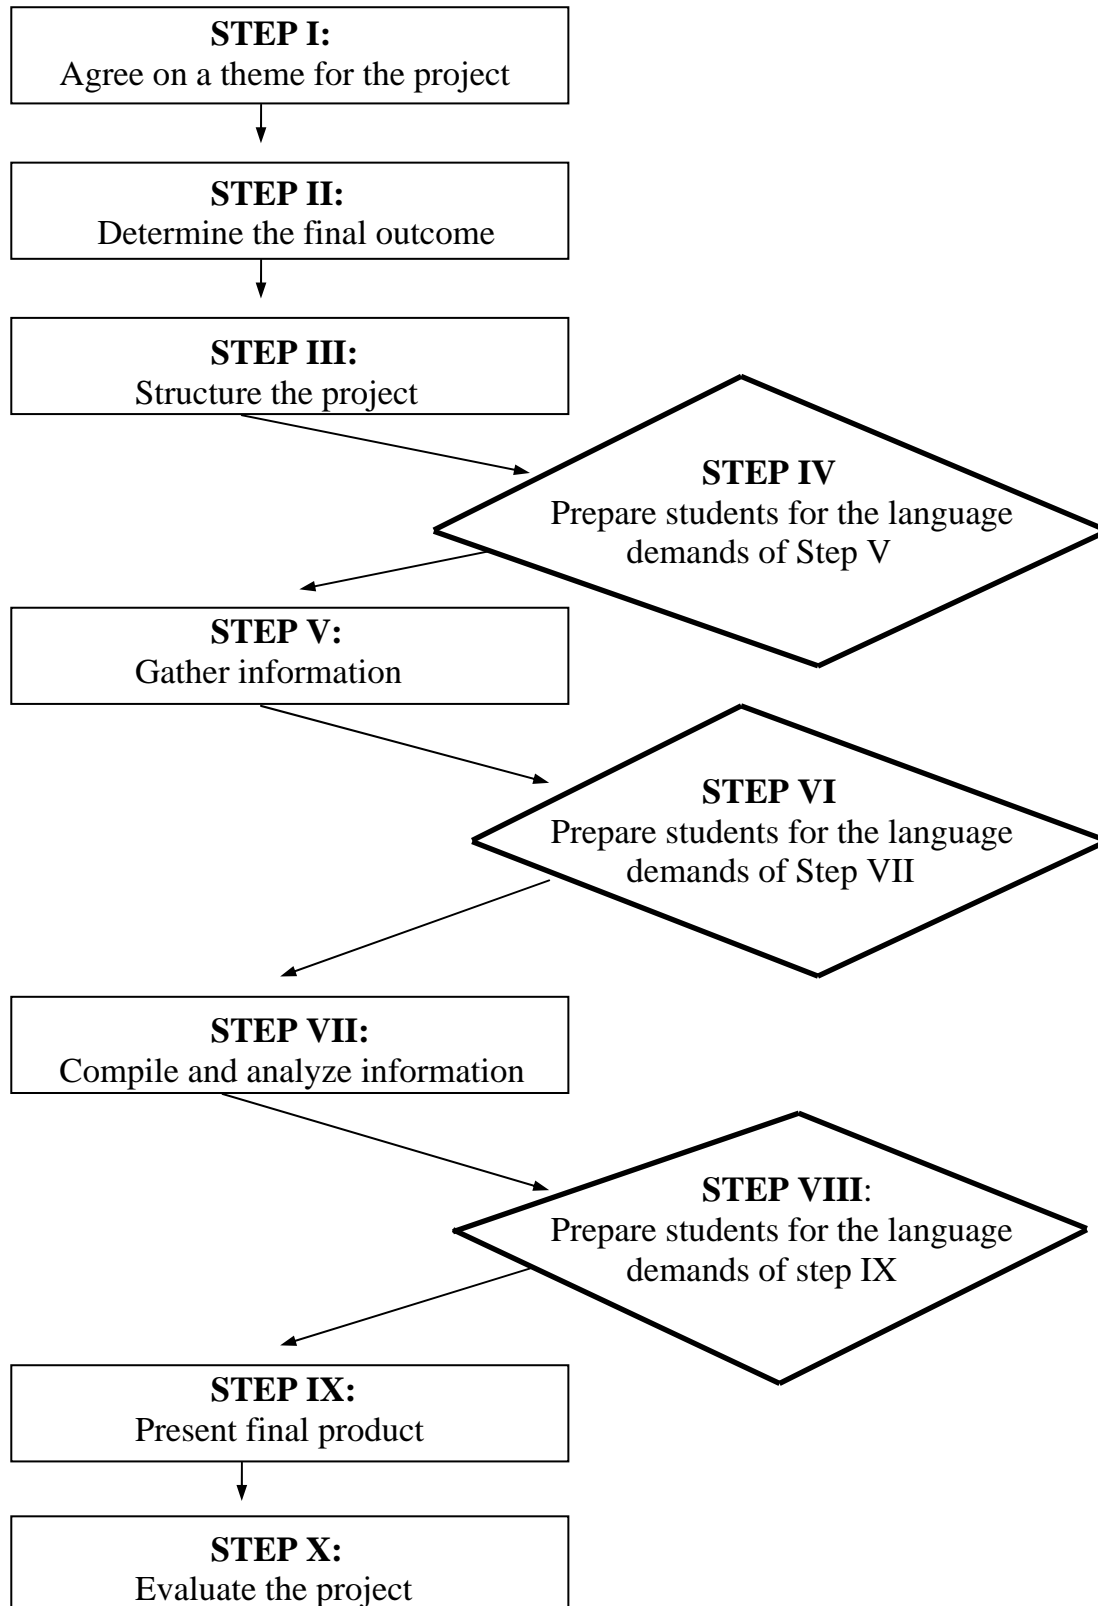 STEP I:
Agree on a theme for the project
STEP II:
Determine the final outcome
STEP III:
Structure the project
STEP IV
Prepare students for the language
demands of Step V
STEP V:
Gather information
STEP VI
Prepare students for the language
demands of Step VII
STEP VII:
Compile and analyze information
STEP VIII:
Prepare students for the language
demands of step IX
STEP IX:
Present final product
STEP X:
Evaluate the project